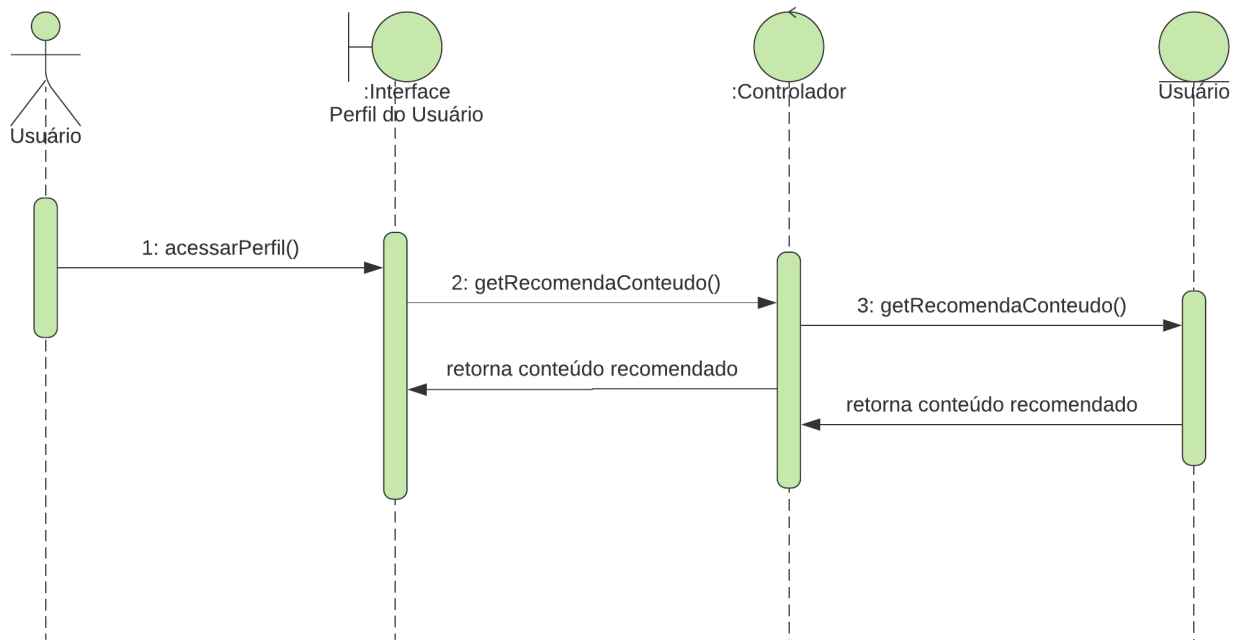 :Interface
Perfil do Usuário
:Controlador
Usuário
Usuário
1: acessarPerfil()
2: getRecomendaConteudo()
3: getRecomendaConteudo()
retorna conteúdo recomendado
retorna conteúdo recomendado